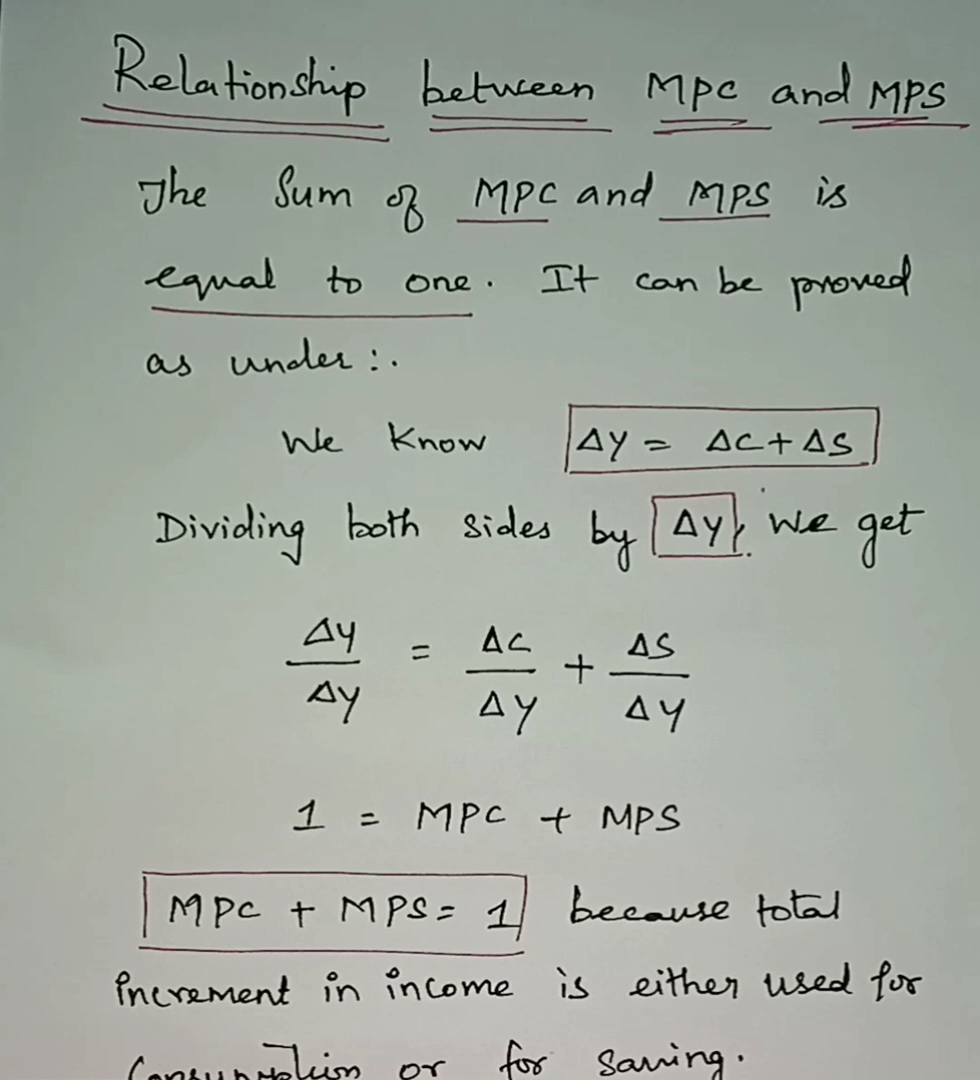 Relationship between MPC and MPS
The Sum of MPC and MPS is
equal to one. It can be proved
as under :.
We Know ΔY = ΔC + ΔS
Dividing both sides by ΔY, we get
ΔY/ΔY = ΔC/ΔY + ΔS/ΔY
1 = MPC + MPS
MPC + MPS = 1 because total
increment in income is either used for
Consumption or for saving.